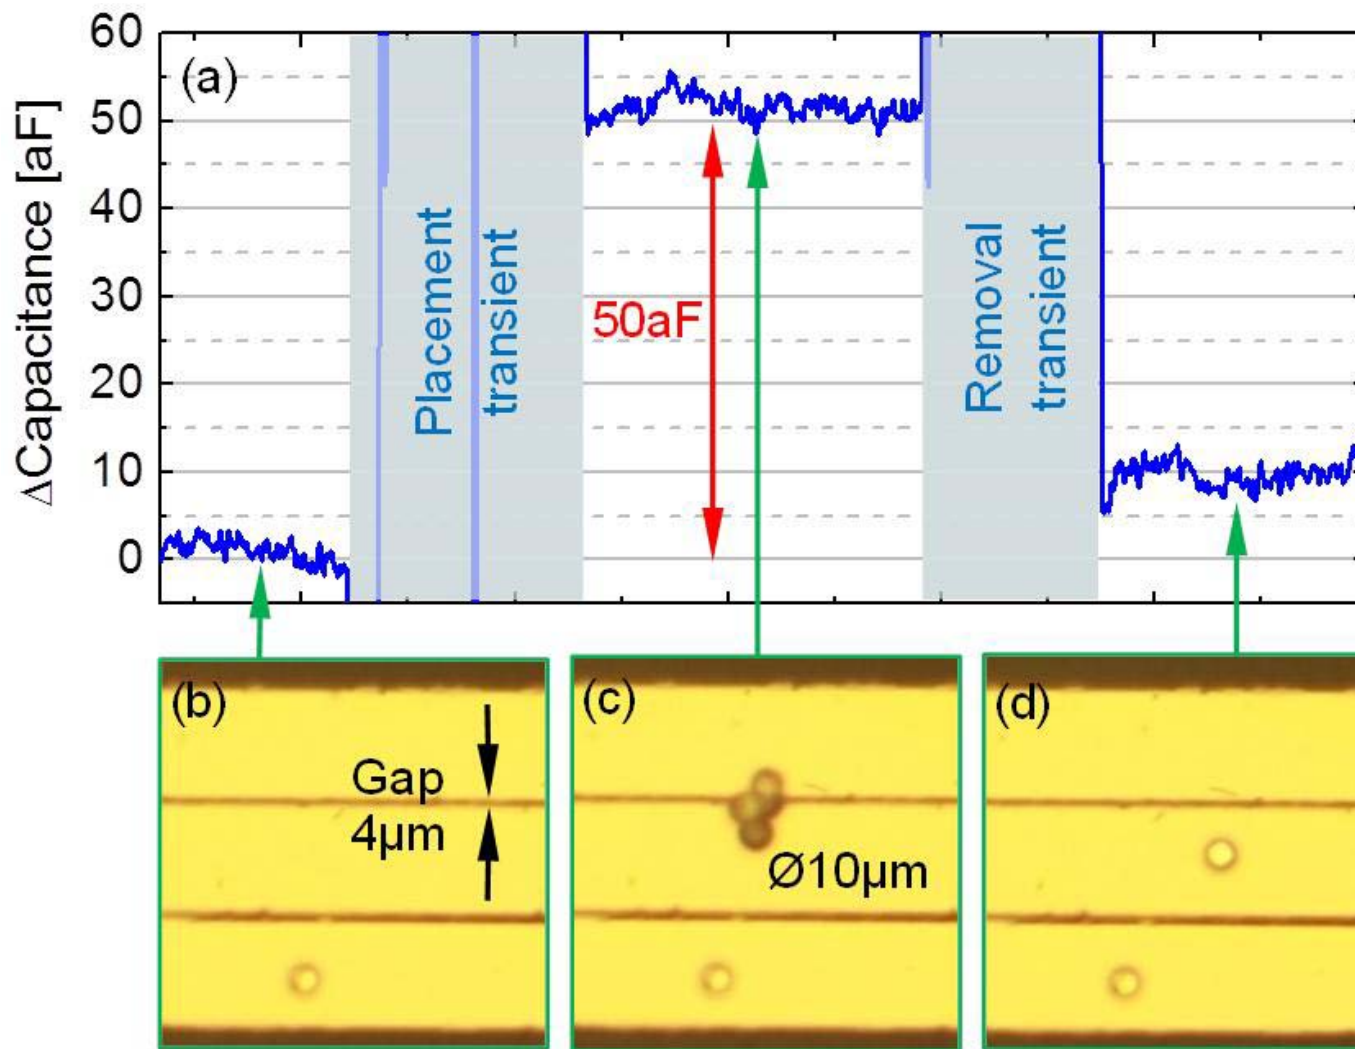 (a)
ΔCapacitance [aF]
60
50
40
30
20
10
0
Placement
transient
50aF
Removal
transient
(b)
Gap
4µm
(c)
Ø10µm
(d)